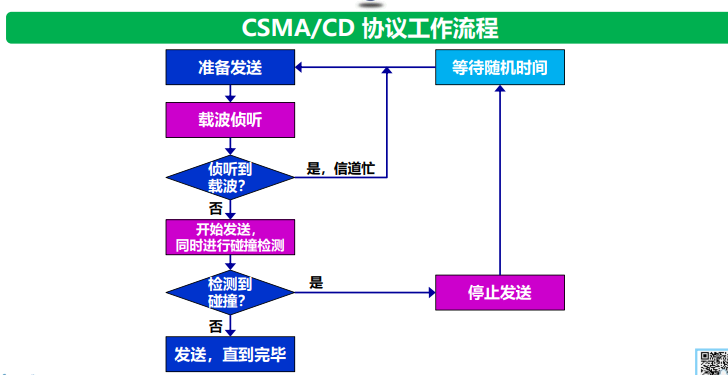 CSMA/CD 协议工作流程
准备发送
等待随机时间
载波侦听
侦听到
载波？
是，信道忙
否
开始发送，
同时进行碰撞检测
检测到
碰撞？
是
停止发送
否
发送，直到完毕